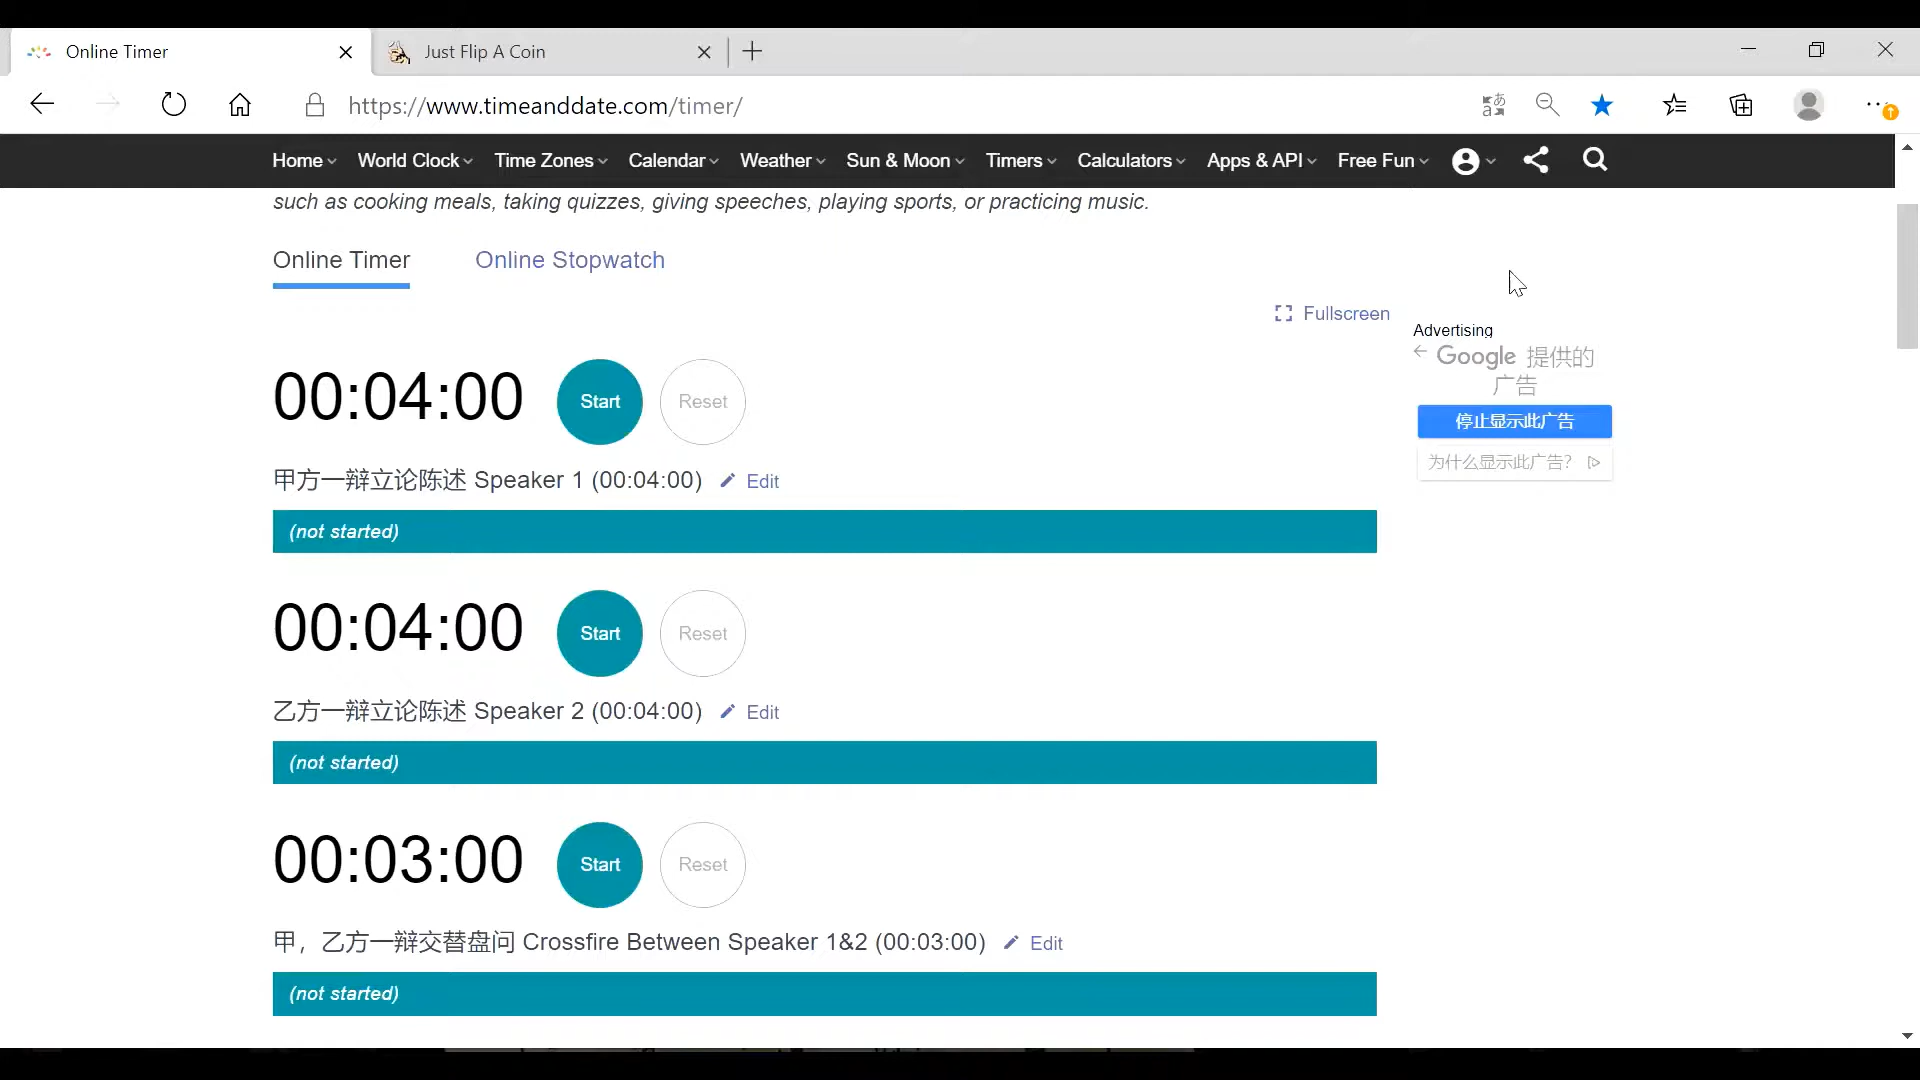 Online Timer
Just Flip A Coin
https://www.timeanddate.com/timer/
Home World Clock Time Zones Calendar Weather Sun & Moon Timers Calculators Apps & API Free Fun
such as cooking meals, taking quizzes, giving speeches, playing sports, or practicing music.
Online Timer Online Stopwatch
Fullscreen
Advertising
Google 提供的
广告
停止显示此广告
为什么显示此广告?
00:04:00 Start Reset
甲方一辩立论陈述 Speaker 1 (00:04:00) Edit
(not started)
00:04:00 Start Reset
乙方一辩立论陈述 Speaker 2 (00:04:00) Edit
(not started)
00:03:00 Start Reset
甲，乙方一辩交替盘问 Crossfire Between Speaker 1&2 (00:03:00) Edit
(not started)